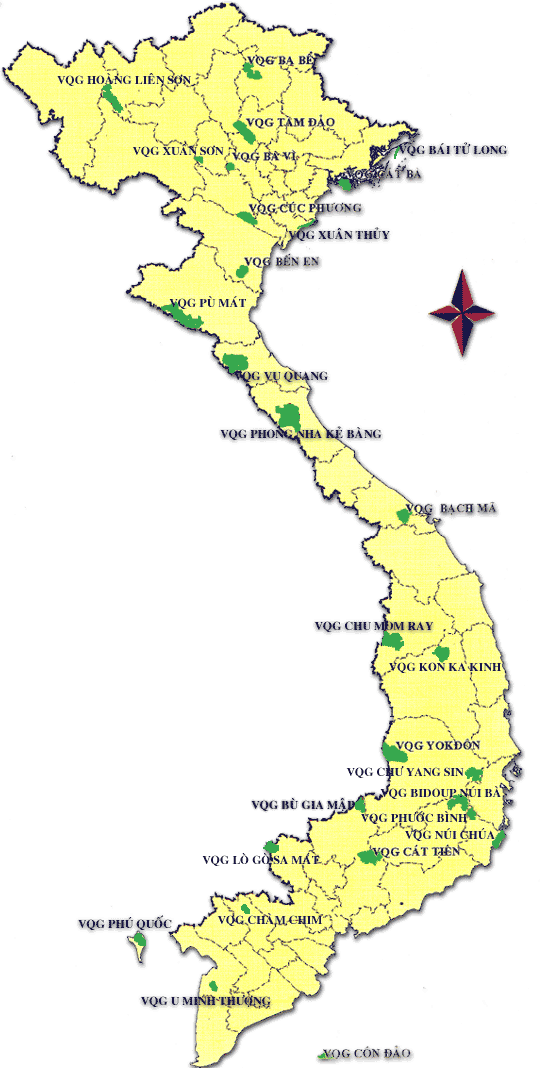 VQG BA BỂ
VQG HOÀNG LIÊN SƠN
VQG TAM ĐẢO
VQG XUÂN SƠN
VQG BA VÌ
VQG BÁI TỬ LONG
VQG CÁT BÀ
VQG CÚC PHƯƠNG
VQG XUÂN THỦY
VQG BẾN EN
VQG PÙ MÁT
VQG VU QUANG
VQG PHONG NHA KẺ BÀNG
VQG BẠCH MÃ
VQG CHU MOM RAY
VQG KON KA KINH
VQG YOKĐÔN
VQG CHƯ YANG SIN
VQG BIDOUP NÚI BÀ
VQG BÙ GIA MẬP
VQG PHƯỚC BÌNH
VQG NÚI CHÚA
VQG CÁT TIÊN
VQG LÒ GÒ SA MÁT
VQG CHÀM CHIM
VQG PHÚ QUỐC
VQG U MINH THƯỢNG
VQG CÔN ĐẢO